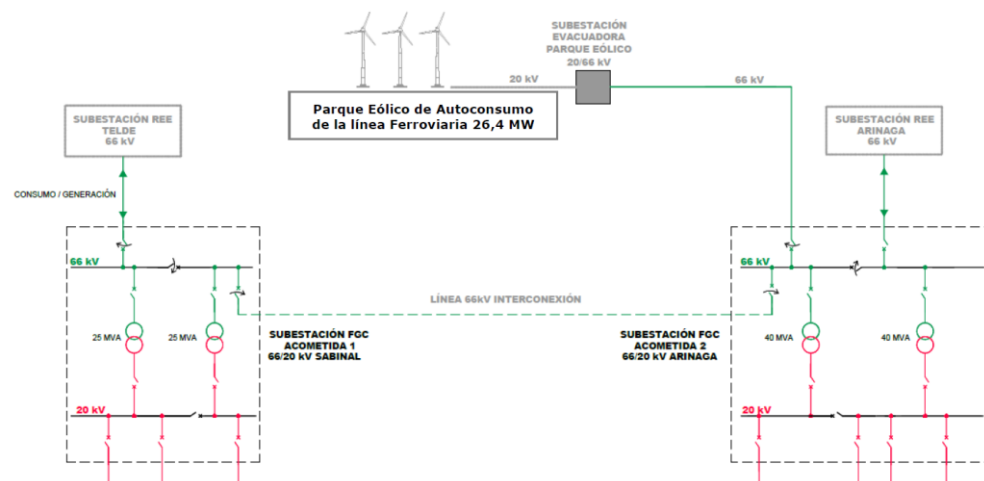 SUBESTACIÓN
EVACUADORA
PARQUE EÓLICO
20/66 kV
20 kV
66 kV
Parque Eólico de Autoconsumo
de la línea Ferroviaria 26,4 MW
SUBESTACIÓN REE
TELDE
66 kV
SUBESTACIÓN REE
ARINAGA
66 kV
CONSUMO / GENERACIÓN
66 kV
66 kV
LÍNEA 66kV INTERCONEXIÓN
25 MVA
25 MVA
SUBESTACIÓN FGC
ACOMETIDA 1
66/20 kV SABINAL
SUBESTACIÓN FGC
ACOMETIDA 2
66/20 kV ARINAGA
40 MVA
40 MVA
20 kV
20 kV